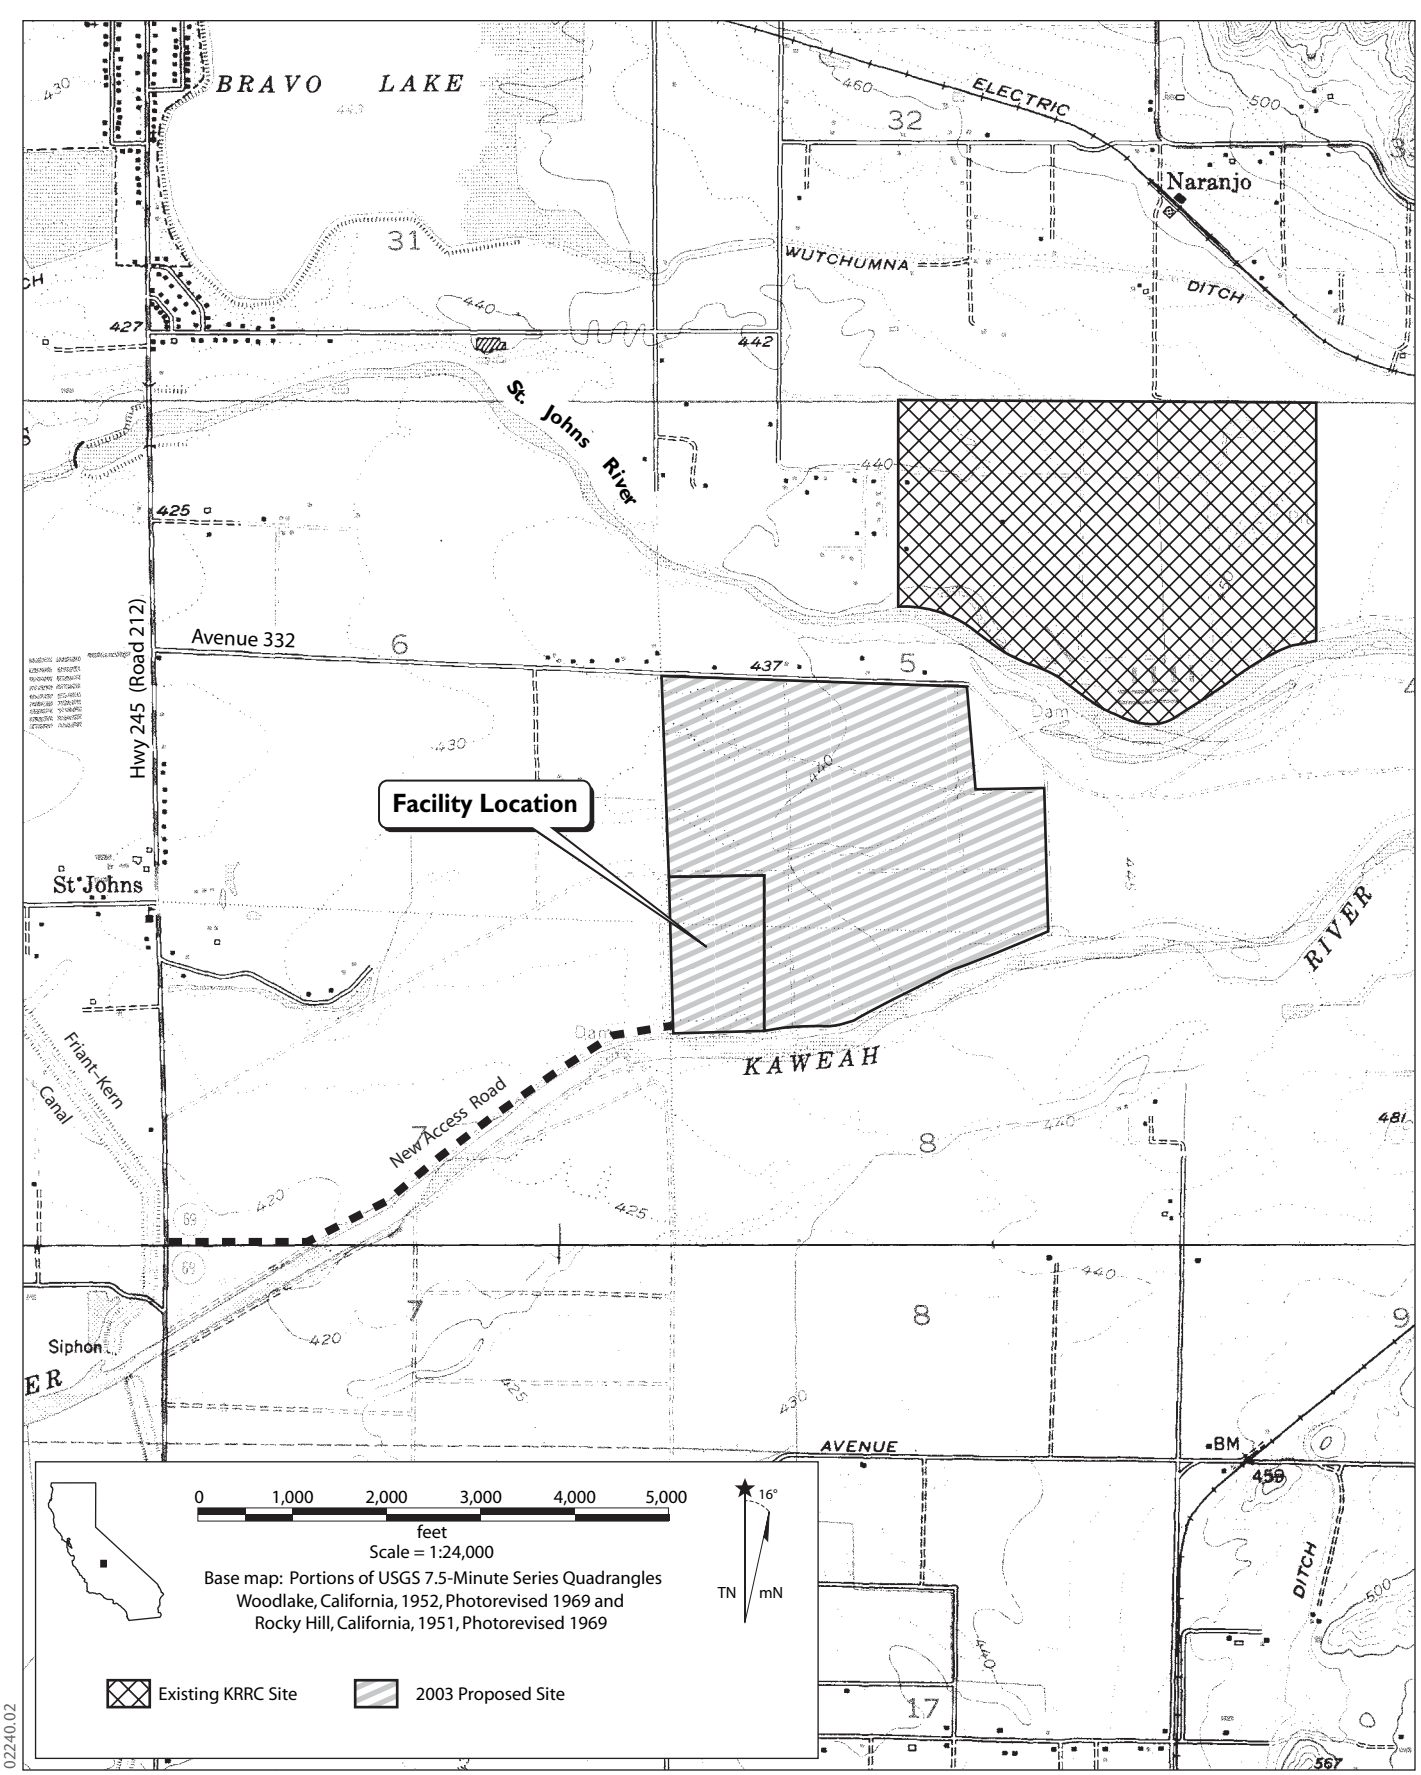 430
BRAVO LAKE
443
460
ELECTRIC
500
32
33
Naranjo
31
WUTCHUMNA
DITCH
CH
440
427
442
St. Johns River
S
440
425
50
Hwy 245 (Road 212)
Avenue 332
6
437
5
4
Dam
430
440
Facility Location
St Johns
RIVER
Dam
KAWEAH
Friant–Kern
Canal
New Access Road
7
8
440
481
420
425
69
69
440
7
8
9
420
Siphon
ER
425
430
AVENUE
BM
459
0 1,000 2,000 3,000 4,000 5,000
feet
Scale = 1:24,000
Base map: Portions of USGS 7.5-Minute Series Quadrangles
Woodlake, California, 1952, Photorevised 1969 and
Rocky Hill, California, 1951, Photorevised 1969
16°
TN mN
DITCH
500
440
Existing KRRC Site
2003 Proposed Site
17
567
02240.02